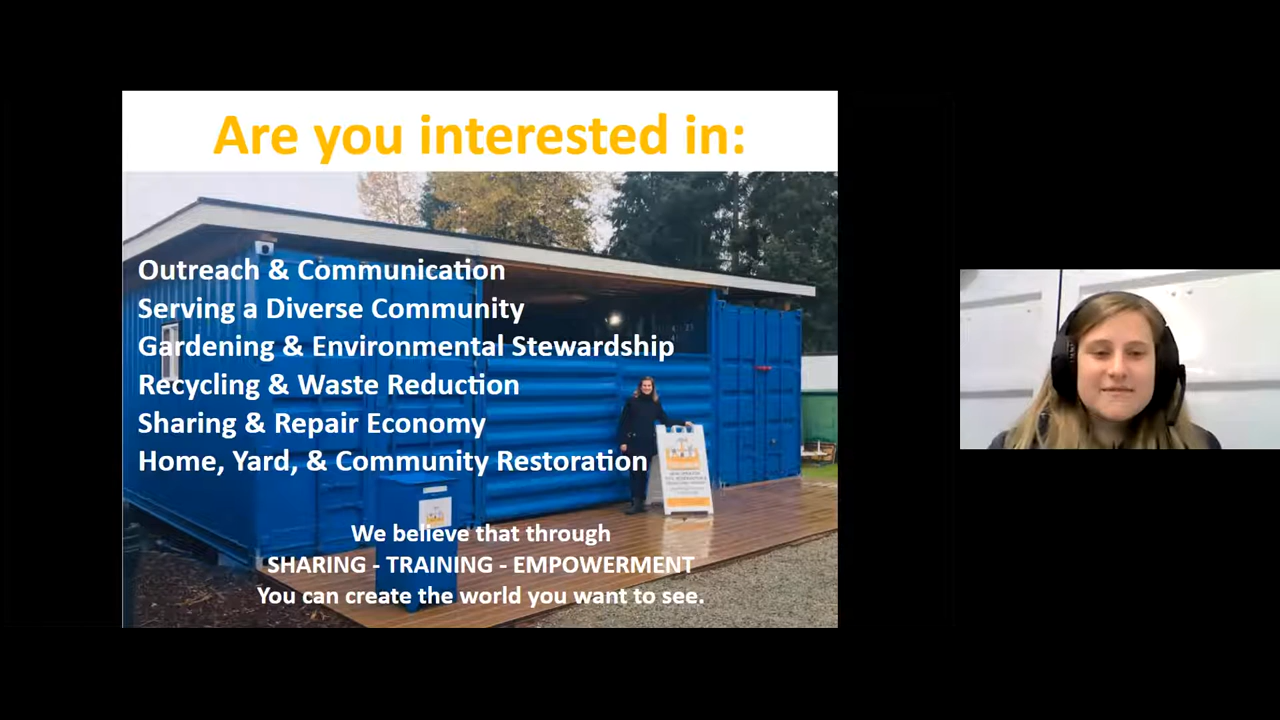 Are you interested in:
Outreach & Communication
Serving a Diverse Community
Gardening & Environmental Stewardship
Recycling & Waste Reduction
Sharing & Repair Economy
Home, Yard, & Community Restoration
We believe that through
SHARING - TRAINING - EMPOWERMENT
You can create the world you want to see.